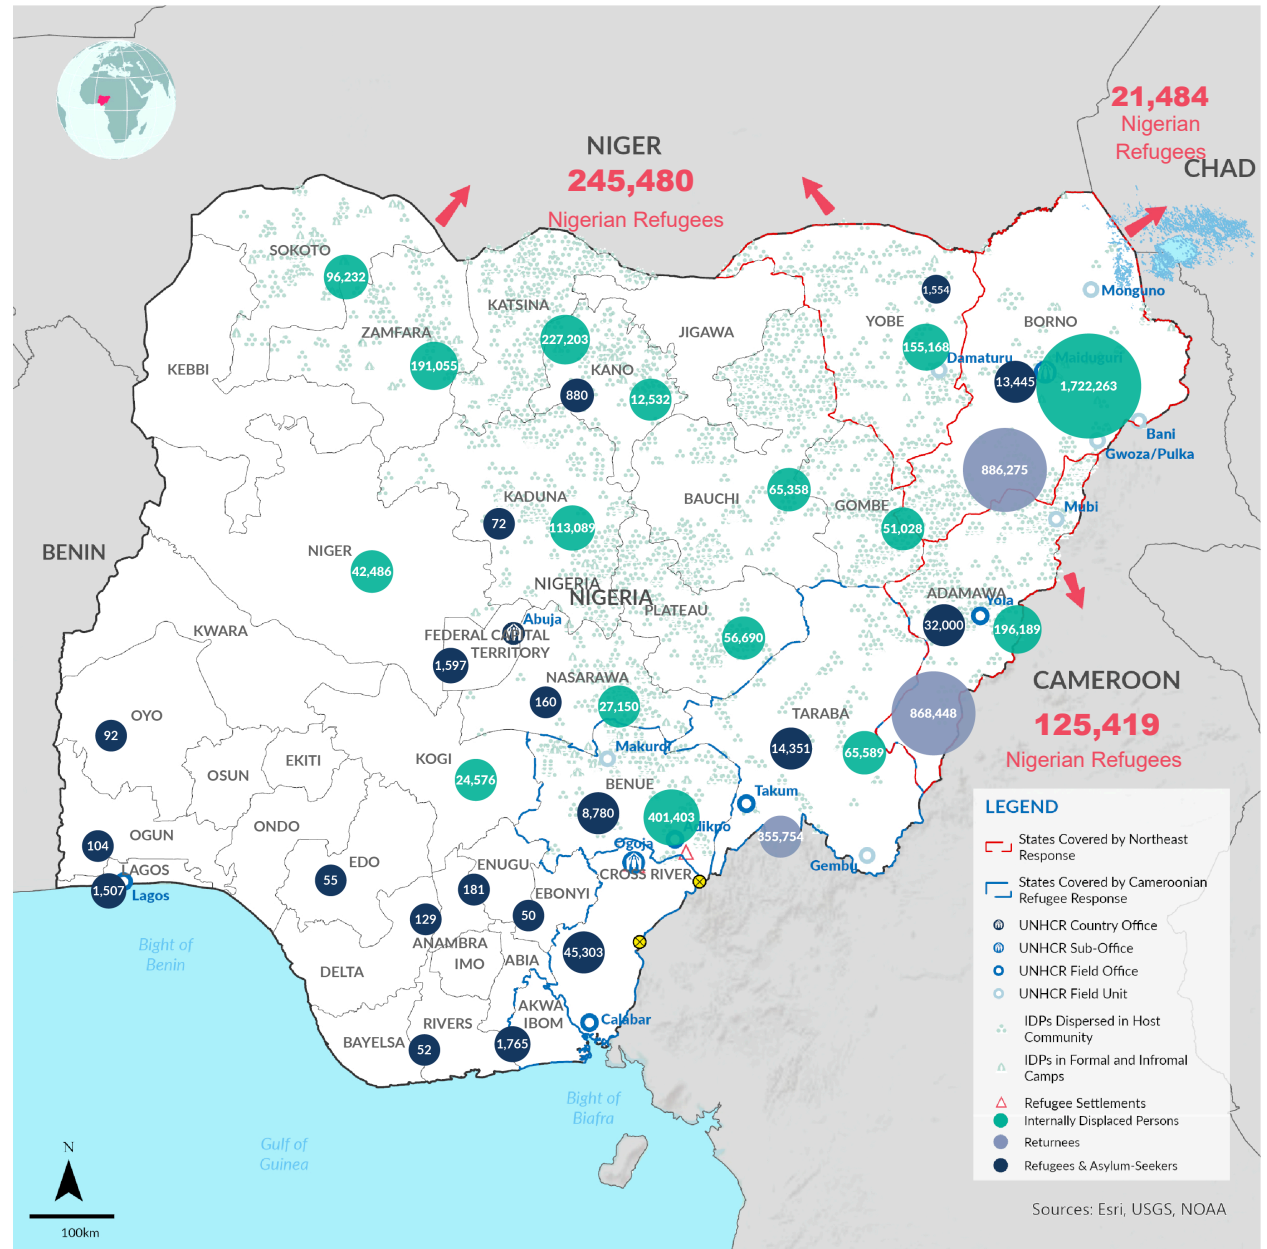 21,484
Nigerian
Refugees
CHAD
NIGER
245,480
Nigerian Refugees
SOKOTO
96,232
KATSINA
227,203
ZAMFARA
191,055
KEBBI
KANO
880
12,532
JIGAWA
1,554
YOBE
155,168
Damaturu
Monguno
BORNO
Maiduguri
13,445
1,722,263
Bani
Gwoza/Pulka
886,275
Mubi
KADUNA
72
113,089
BAUCHI
65,358
GOMBE
51,028
BENIN
NIGER
42,486
NIGERIA
NIGERIA
PLATEAU
56,690
ADAMAWA
Yola
32,000
196,189
KWARA
Abuja
FEDERAL CAPITAL
TERRITORY
1,597
NASARAWA
160
27,150
CAMEROON
125,419
Nigerian Refugees
868,448
TARABA
14,351
65,589
OYO
92
OSUN
EKITI
KOGI
24,576
Makurdi
BENUE
8,780
401,403
Adikpo
Takum
355,754
Gembu
OGUN
104
LAGOS
1,507
Lagos
ONDO
EDO
55
ENUGU
181
Ogoja
CROSS RIVER
EBONYI
50
129
ANAMBRA
IMO
ABIA
45,303
DELTA
AKWA
IBOM
Calabar
RIVERS
BAYELSA
52
1,765
Bight of
Benin
Bight of
Biafra
Gulf of
Guinea
N
100km
LEGEND
States Covered by Northeast
Response
States Covered by Cameroonian
Refugee Response
UNHCR Country Office
UNHCR Sub-Office
UNHCR Field Office
UNHCR Field Unit
IDPs Dispersed in Host
Community
IDPs in Formal and Infromal
Camps
Refugee Settlements
Internally Displaced Persons
Returnees
Refugees & Asylum-Seekers
Sources: Esri, USGS, NOAA